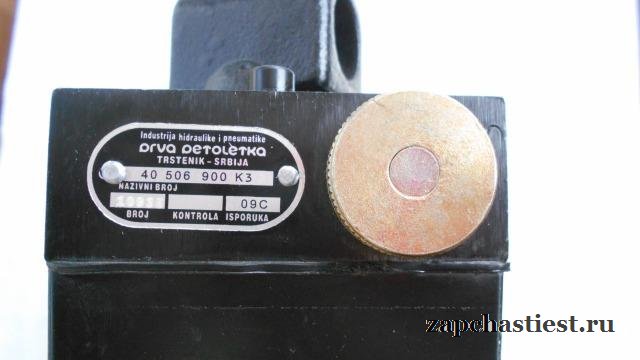 Industrija hidraulike i pneumatike
prva petoletka
TRSTENIK - SRBIJA
40 506 900 K3
NAZIVNI BROJ
09C
BROJ KONTROLA ISPORUKA
zapchastiest.ru